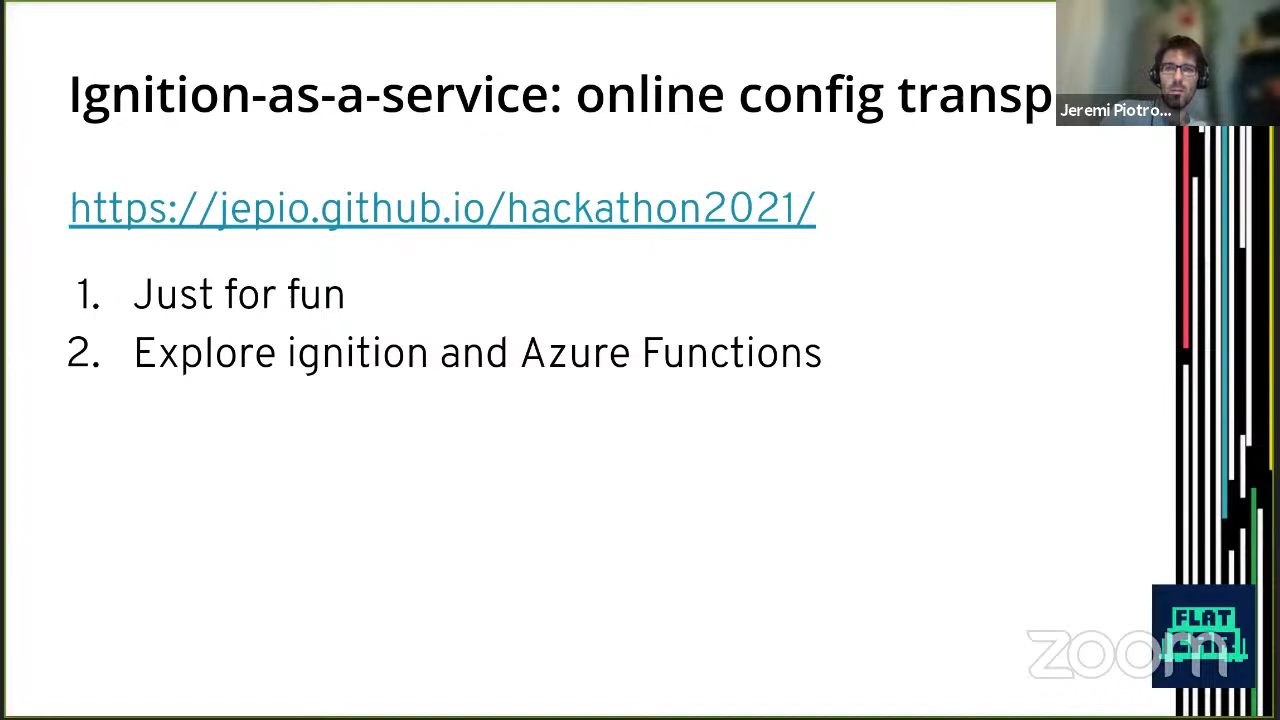 Ignition-as-a-service: online config transp
Jeremi Piotro...
https://jepio.github.io/hackathon2021/
1. Just for fun
2. Explore ignition and Azure Functions
FLAT
CAR
zoom